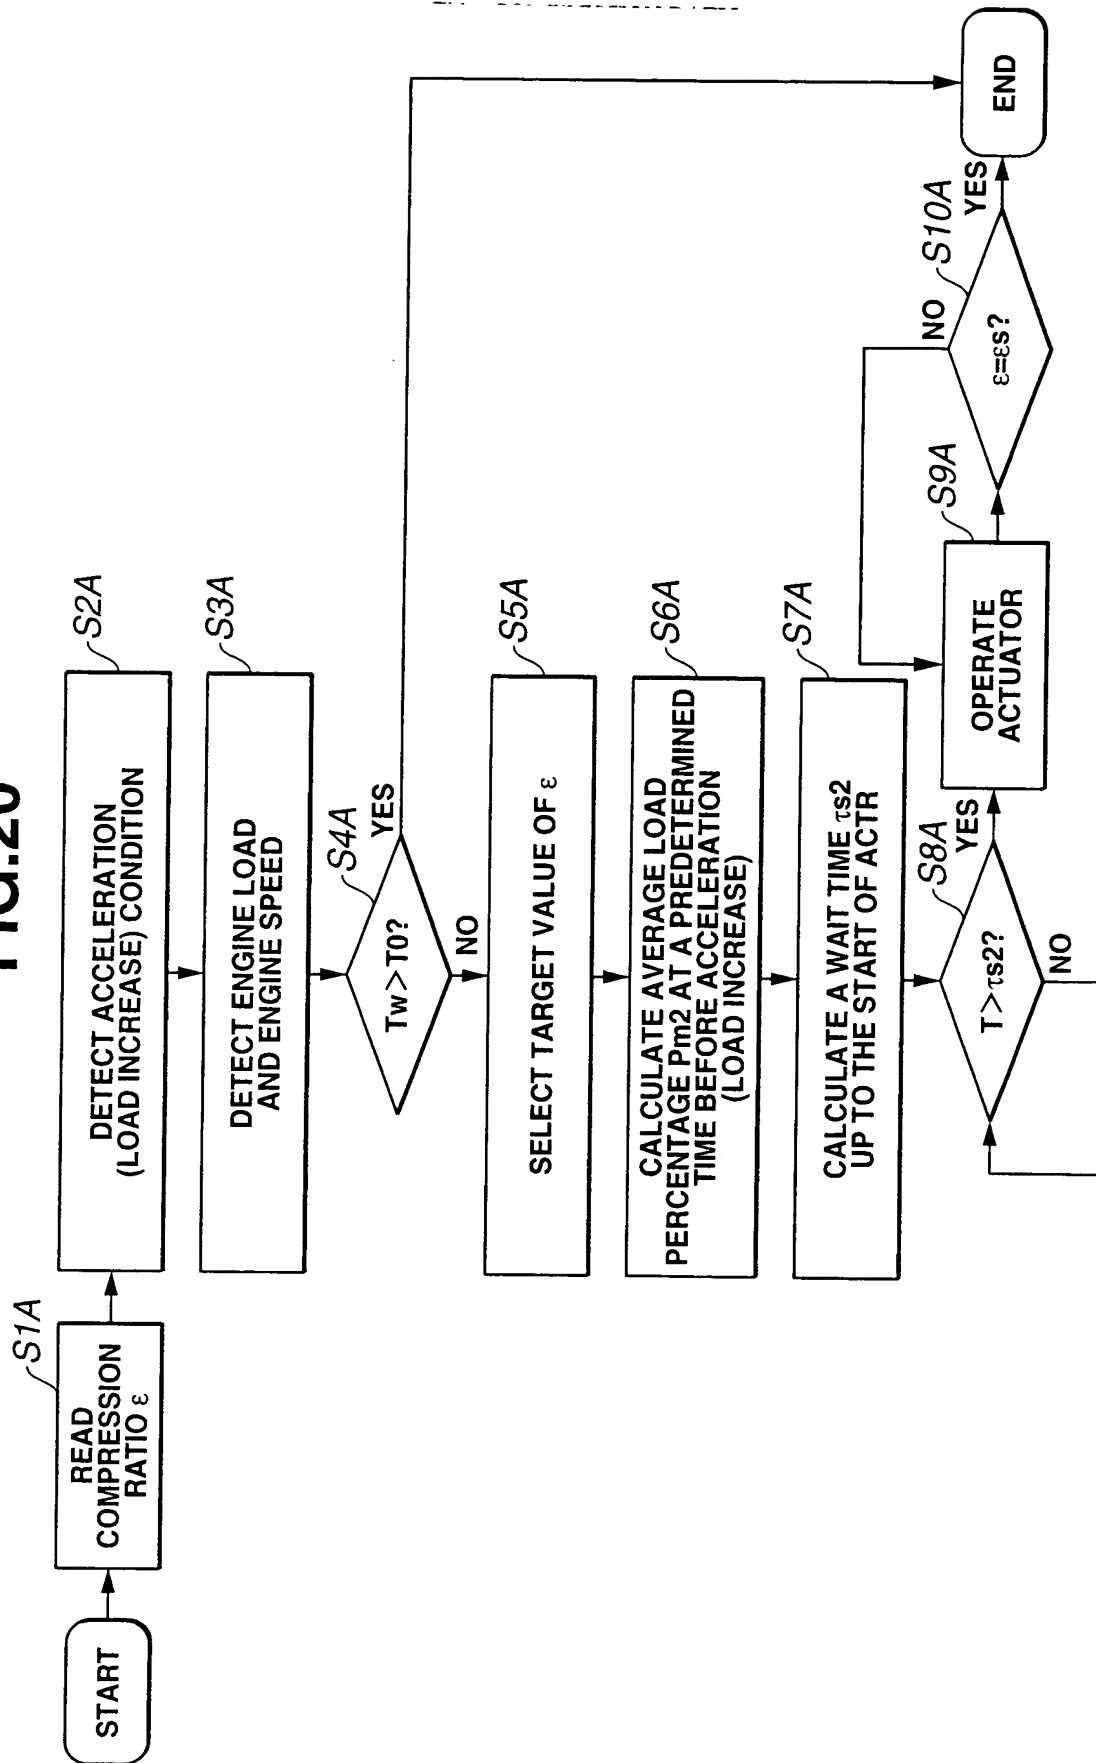 FIG.20
START
READ
COMPRESSION
RATIO ε
S1A
DETECT ACCELERATION
(LOAD INCREASE) CONDITION
S2A
DETECT ENGINE LOAD
AND ENGINE SPEED
S3A
Tw > T0?
S4A
YES
NO
SELECT TARGET VALUE OF ε
S5A
CALCULATE AVERAGE LOAD
PERCENTAGE Pm2 AT A PREDETERMINED
TIME BEFORE ACCELERATION
(LOAD INCREASE)
S6A
CALCULATE A WAIT TIME τs2
UP TO THE START OF ACTR
S7A
T > τs2?
S8A
YES
NO
OPERATE
ACTUATOR
S9A
ε=εs?
S10A
NO
YES
END